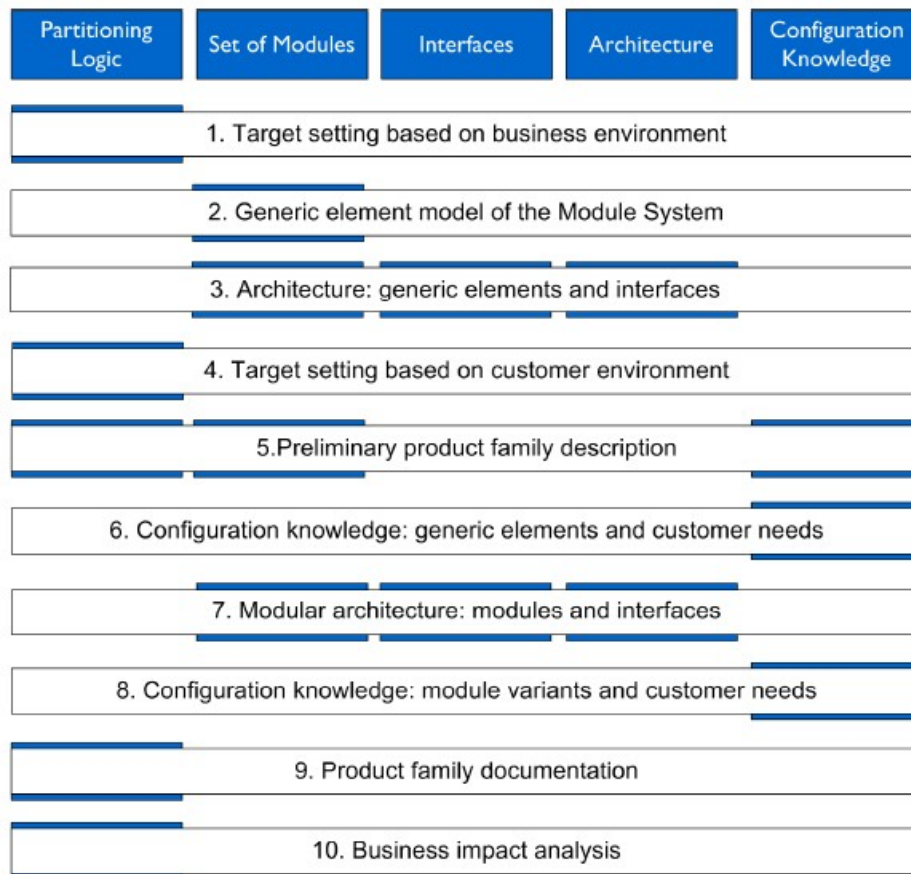 Partitioning
Logic
Set of Modules
Interfaces
Architecture
Configuration
Knowledge
1. Target setting based on business environment
2. Generic element model of the Module System
3. Architecture: generic elements and interfaces
4. Target setting based on customer environment
5.Preliminary product family description
6. Configuration knowledge: generic elements and customer needs
7. Modular architecture: modules and interfaces
8. Configuration knowledge: module variants and customer needs
9. Product family documentation
10. Business impact analysis